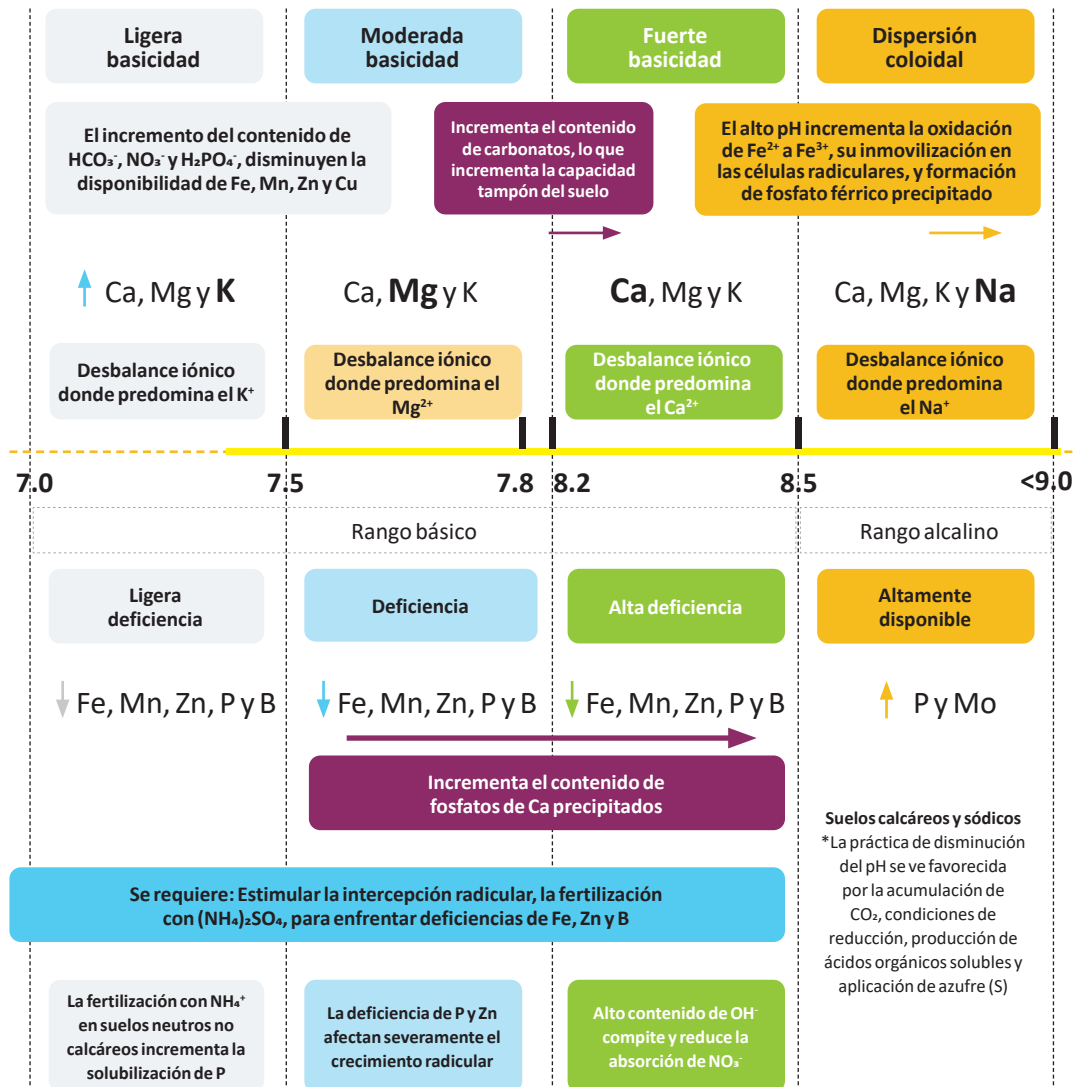 Ligera
basicidad
Moderada
basicidad
Fuerte
basicidad
Dispersión
coloidal
El incremento del contenido de
HCO₃⁻, NO₃⁻ y H₂PO₄⁻, disminuyen la
disponibilidad de Fe, Mn, Zn y Cu
Incrementa el contenido
de carbonatos, lo que
incrementa la capacidad
tampón del suelo
El alto pH incrementa la oxidación
de Fe²⁺ a Fe³⁺, su inmovilización en
las células radiculares, y formación
de fosfato férrico precipitado
Ca, Mg y K
Ca, Mg y K
Ca, Mg y K
Ca, Mg, K y Na
Desbalance iónico
donde predomina el K⁺
Desbalance iónico
donde predomina el
Mg²⁺
Desbalance iónico
donde predomina
el Ca²⁺
Desbalance iónico
donde predomina
el Na⁺
7.0 7.5 7.8 8.2 8.5 <9.0
Rango básico
Rango alcalino
Ligera
deficiencia
Deficiencia
Alta deficiencia
Altamente
disponible
Fe, Mn, Zn, P y B
Fe, Mn, Zn, P y B
Fe, Mn, Zn, P y B
P y Mo
Incrementa el contenido de
fosfatos de Ca precipitados
Suelos calcáreos y sódicos
*La práctica de disminución
del pH se ve favorecida
por la acumulación de
CO₂, condiciones de
reducción, producción de
ácidos orgánicos solubles y
aplicación de azufre (S)
Se requiere: Estimular la intercepción radicular, la fertilización
con (NH₄)₂SO₄, para enfrentar deficiencias de Fe, Zn y B
La fertilización con NH₄⁺
en suelos neutros no
calcáreos incrementa la
solubilización de P
La deficiencia de P y Zn
afectan severamente el
crecimiento radicular
Alto contenido de OH⁻
compite y reduce la
absorción de NO₃⁻